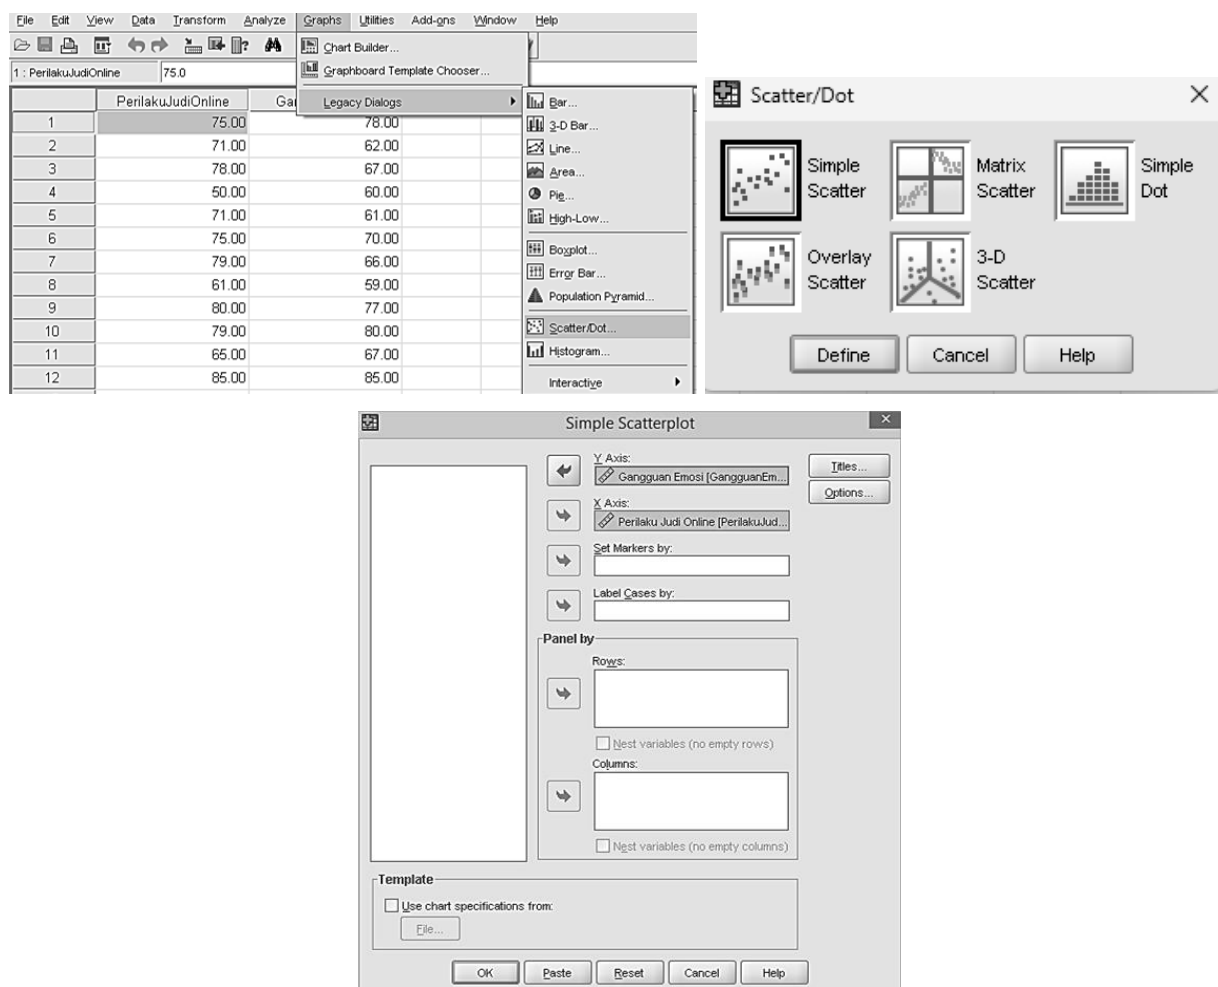 File Edit View Data Transform Analyze Graphs Utilities Add-ons Window Help
1 : PerilakuJudiOnline 75.0
PerilakuJudiOnline Ga
1 75.00 78.00
2 71.00 62.00
3 78.00 67.00
4 50.00 60.00
5 71.00 61.00
6 75.00 70.00
7 79.00 66.00
8 61.00 59.00
9 80.00 77.00
10 79.00 80.00
11 65.00 67.00
12 85.00 85.00
Chart Builder...
Graphboard Template Chooser...
Legacy Dialogs
Bar...
3-D Bar...
Line...
Area...
Pie...
High-Low...
Boxplot...
Error Bar...
Population Pyramid...
Scatter/Dot...
Histogram...
Interactive
Scatter/Dot
Simple Scatter
Matrix Scatter
Simple Dot
Overlay Scatter
3-D Scatter
Define Cancel Help
Simple Scatterplot
Y Axis:
Gangguan Emosi [GangguanEm...
X Axis:
Perilaku Judi Online [PerilakuJud...
Set Markers by:
Label Cases by:
Titles...
Options...
Panel by
Rows:
Nest variables (no empty rows)
Columns:
Nest variables (no empty columns)
Template
Use chart specifications from:
File...
OK Paste Reset Cancel Help